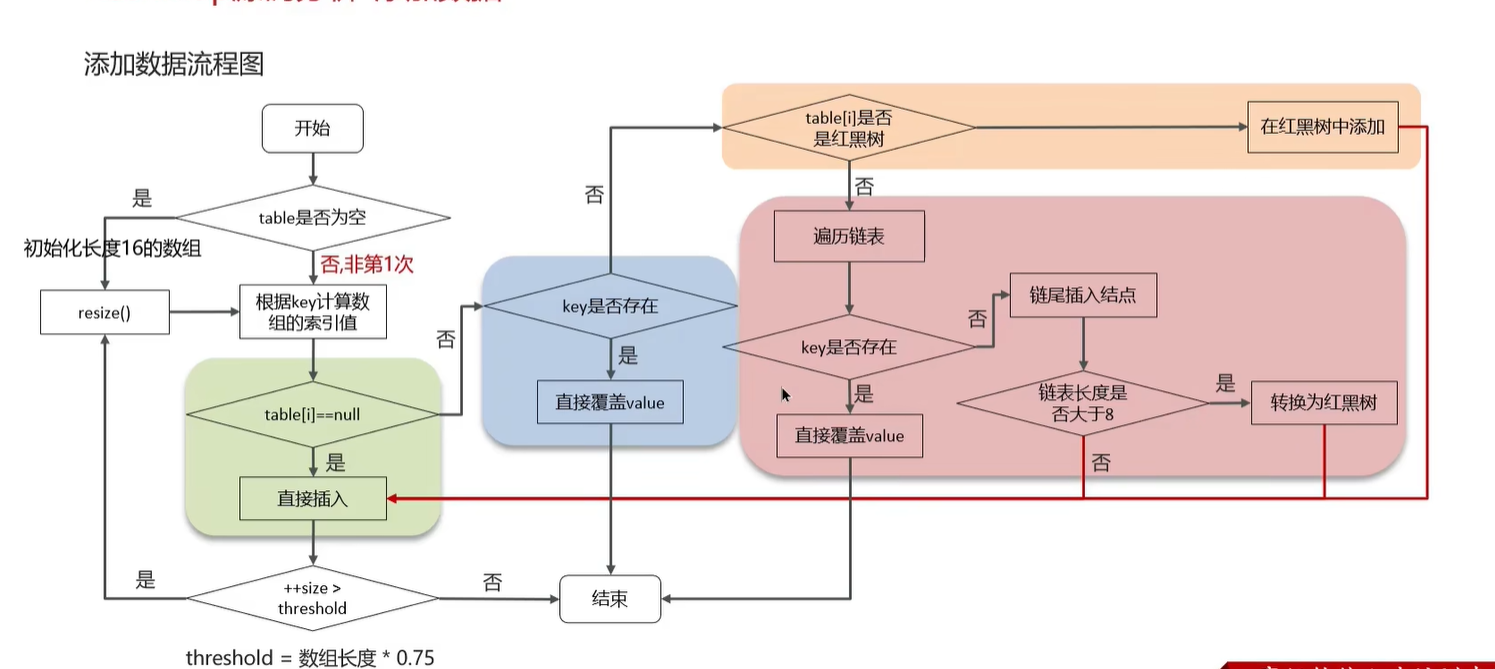 添加数据流程图
开始
是
table是否为空
初始化长度16的数组
否,非第1次
resize()
根据key计算数
组的索引值
table[i]==null
是
直接插入
是
++size >
threshold
否
threshold = 数组长度 * 0.75
否
key是否存在
是
直接覆盖value
结束
否
table[i]是否
是红黑树
在红黑树中添加
否
遍历链表
key是否存在
是
直接覆盖value
否
链尾插入结点
链表长度是
否大于8
是
转换为红黑树
否